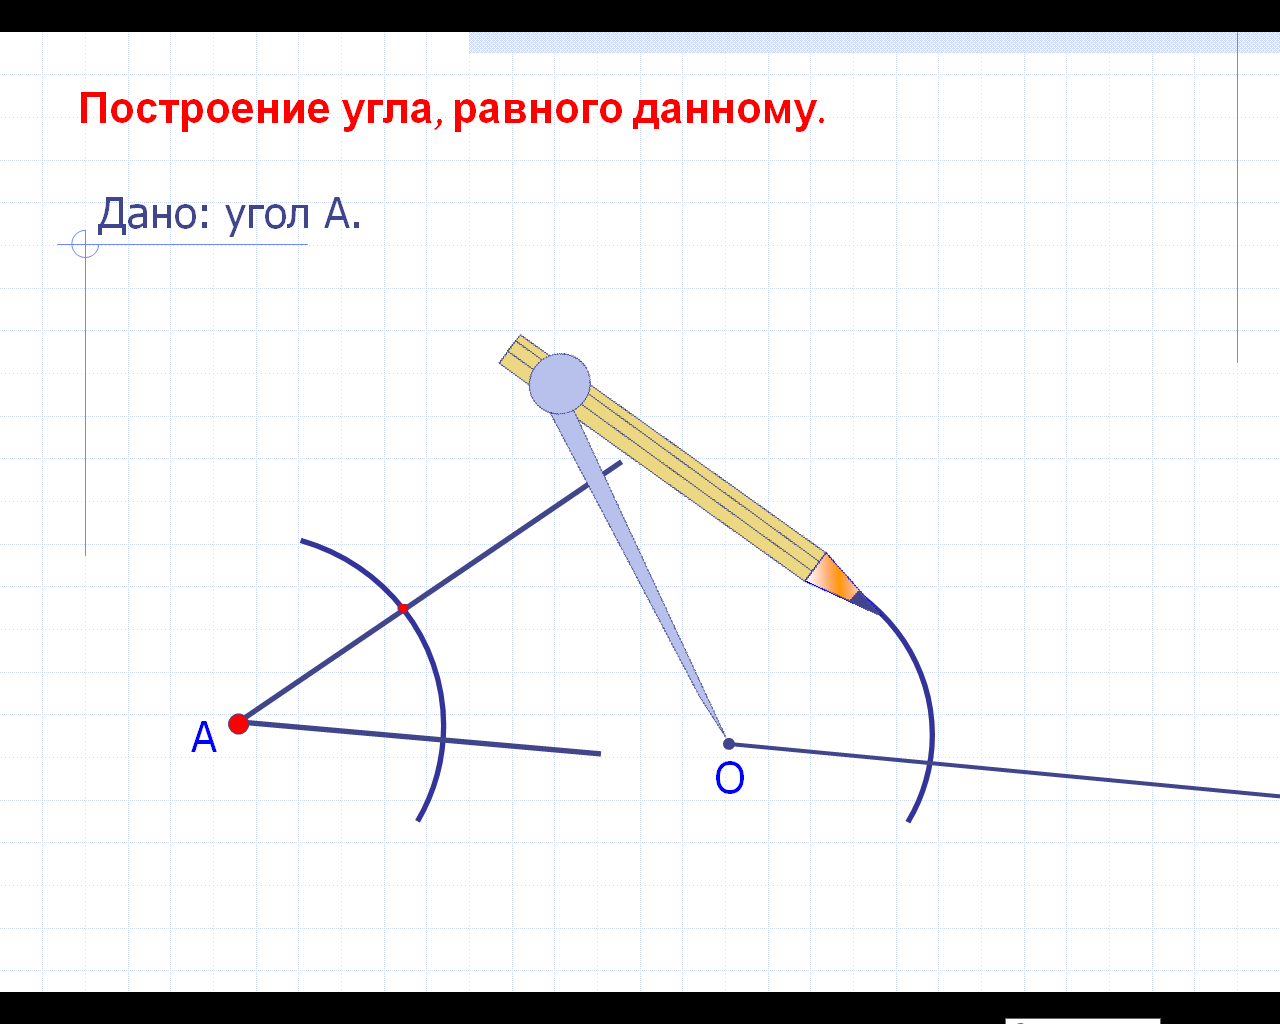 Построение угла, равного данному.
Дано: угол А.
А
О